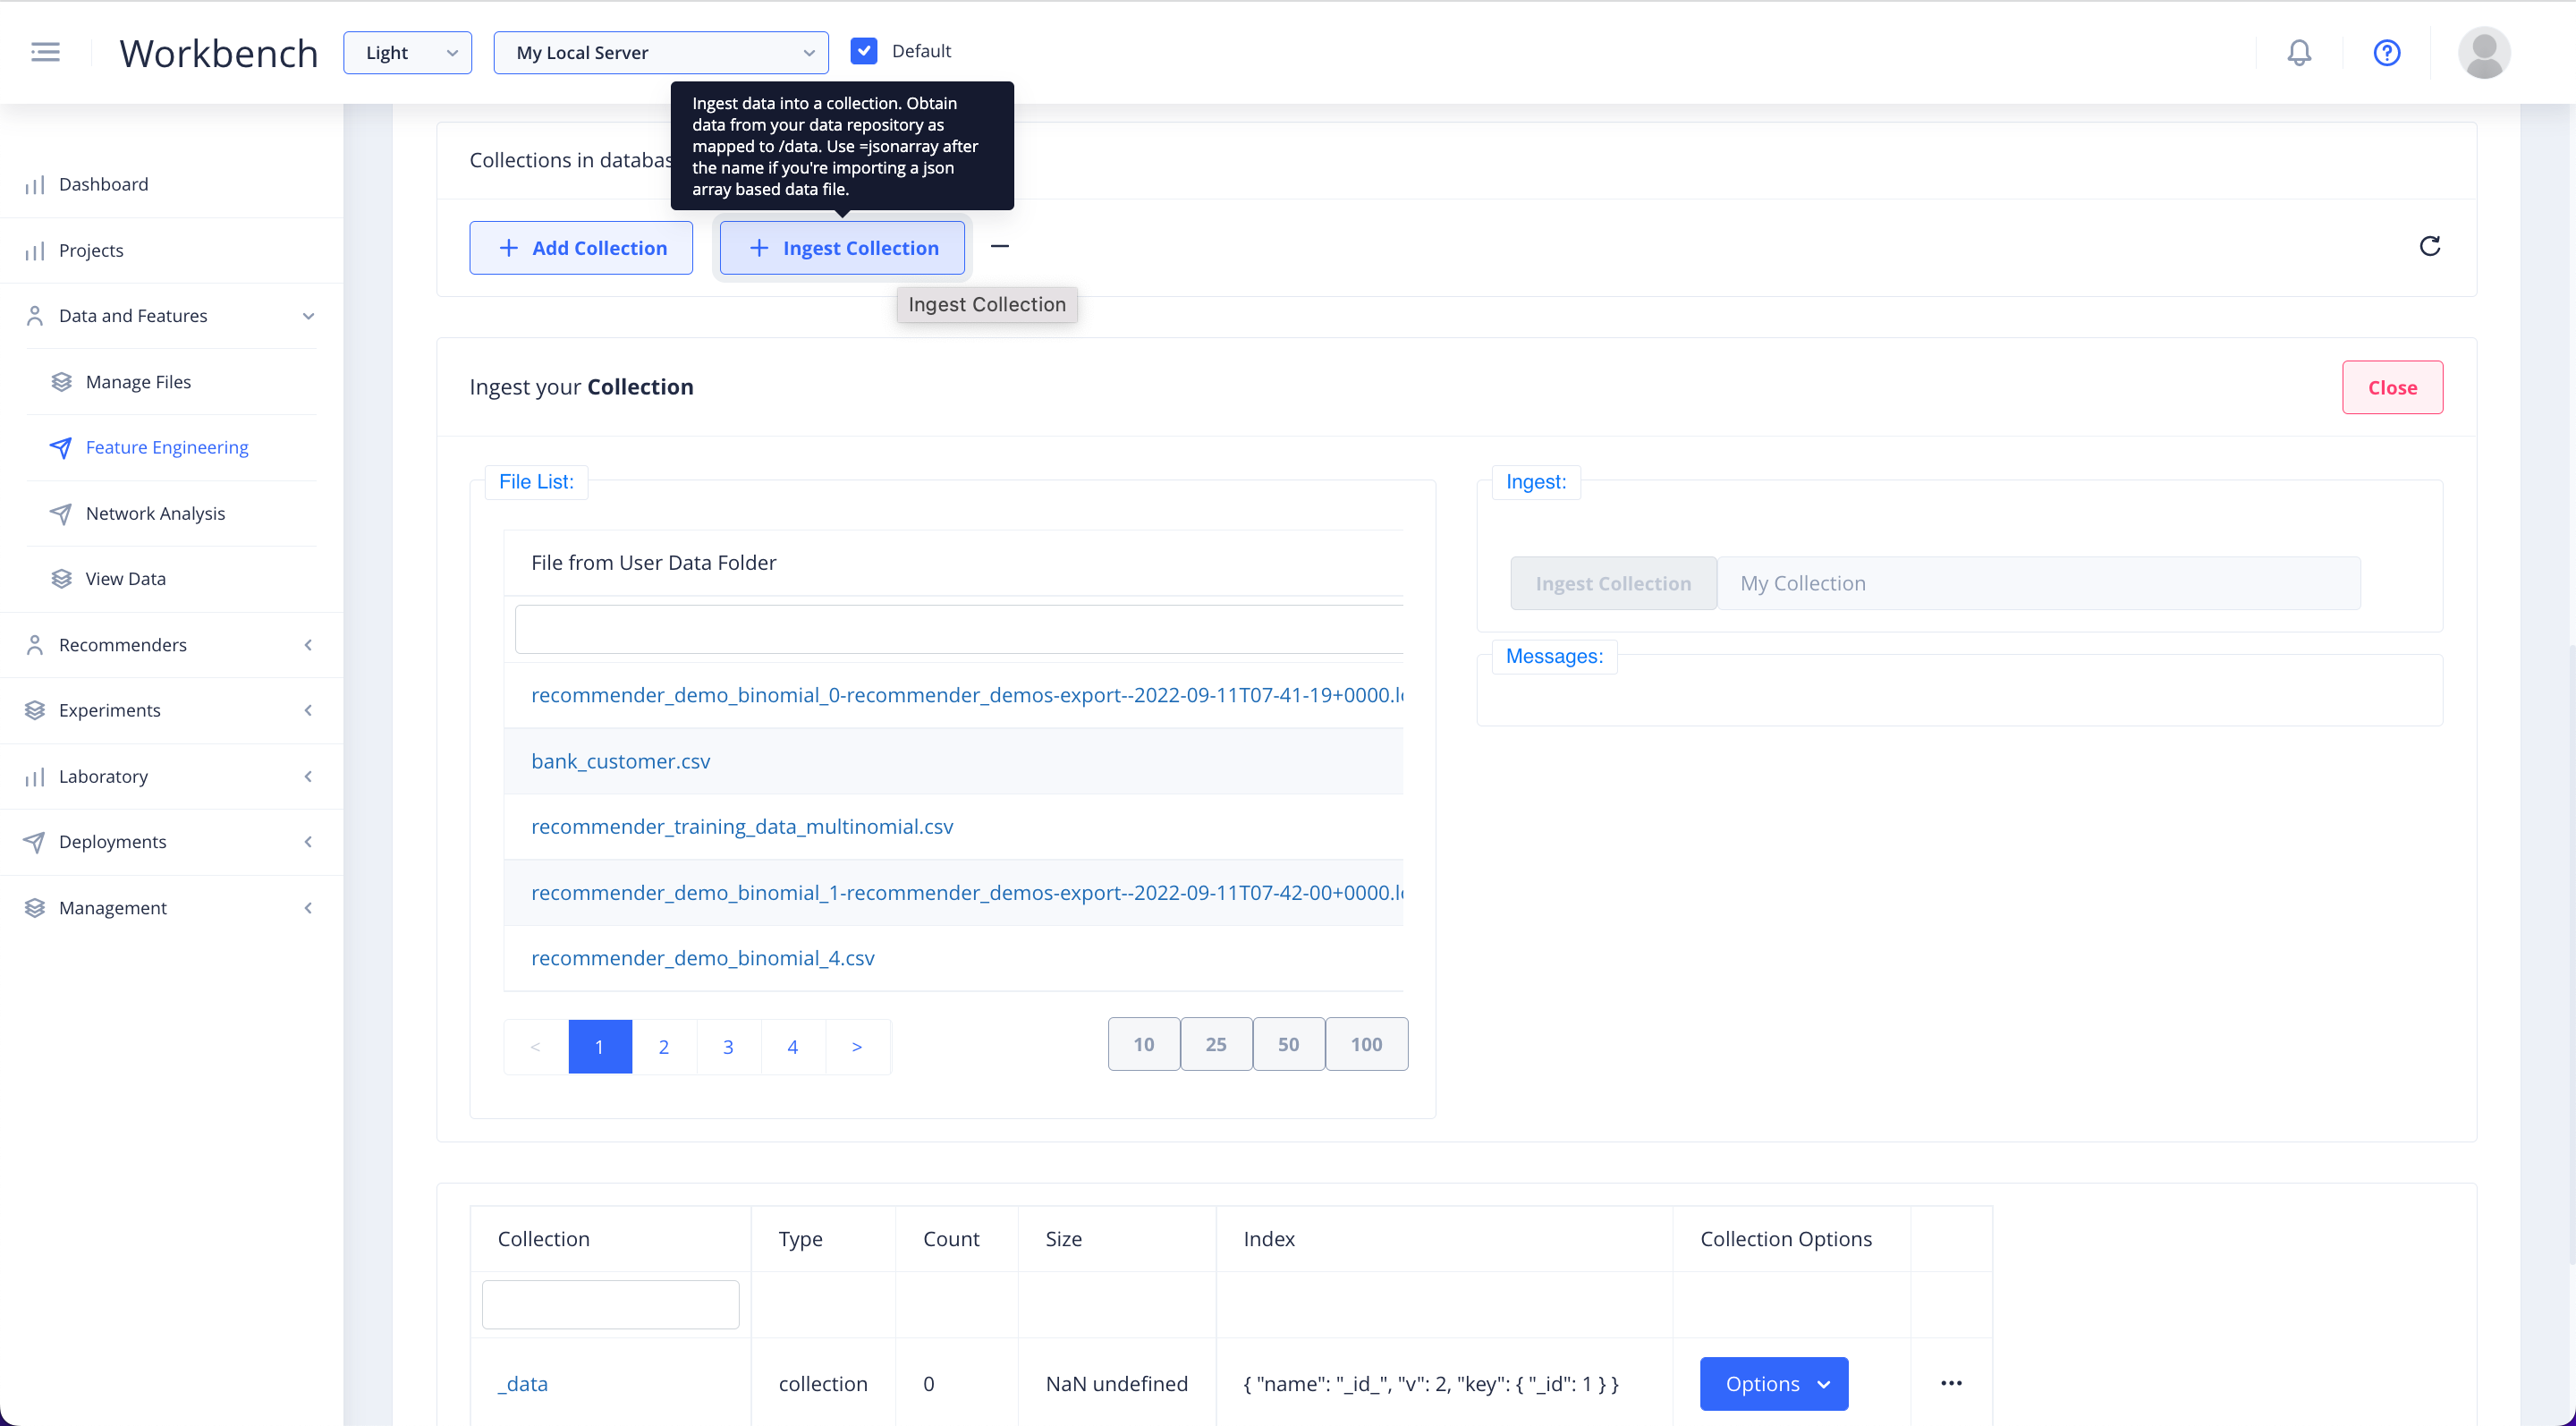 Workbench
Light
My Local Server
Default
Ingest data into a collection. Obtain
data from your data repository as
mapped to /data. Use =jsonarray after
the name if you're importing a json
array based data file.
Dashboard
Projects
Data and Features
Manage Files
Feature Engineering
Network Analysis
View Data
Recommenders
Experiments
Laboratory
Deployments
Management
Collections in databas
+ Add Collection
+ Ingest Collection
Ingest Collection
Ingest your Collection
Close
File List:
File from User Data Folder
recommender_demo_binomial_0-recommender_demos-export--2022-09-11T07-41-19+0000.l
bank_customer.csv
recommender_training_data_multinomial.csv
recommender_demo_binomial_1-recommender_demos-export--2022-09-11T07-42-00+0000.l
recommender_demo_binomial_4.csv
< 1 2 3 4 >
10 25 50 100
Ingest:
Ingest Collection My Collection
Messages:
Collection Type Count Size Index Collection Options
_data collection 0 NaN undefined { "name": "_id_", "v": 2, "key": { "_id": 1 } } Options ...